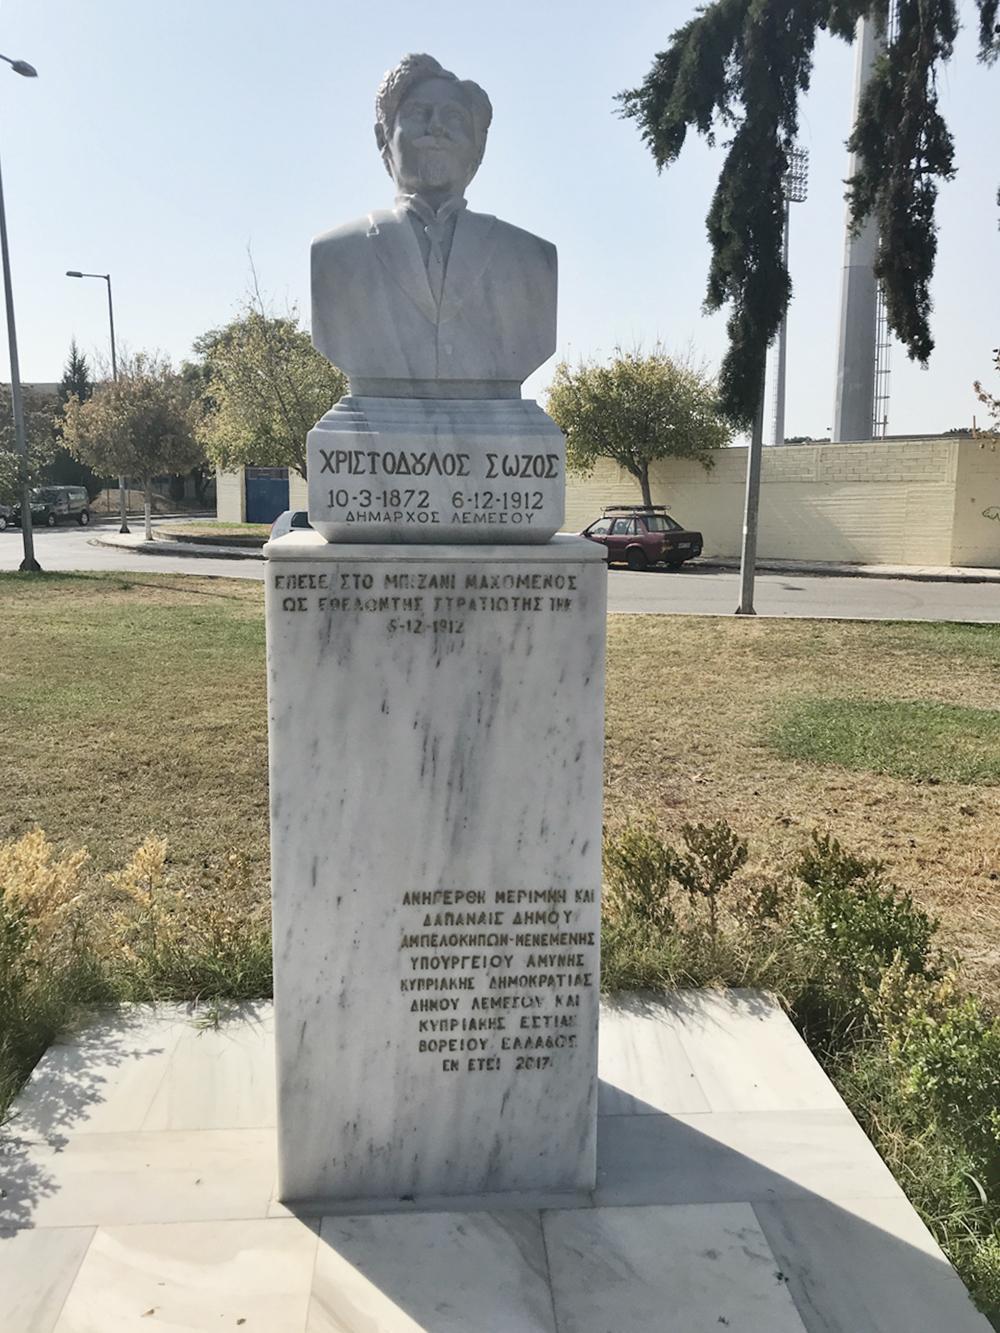 ΧΡΙΣΤΟΔΟΥΛΟΣ ΣΩΖΟΣ
10-3-1872 6-12-1912
ΔΗΜΑΡΧΟΣ ΛΕΜΕΣΟΥ
ΕΠΕΣΕ ΣΤΟ ΜΠΙΖΑΝΙ ΜΑΧΟΜΕΝΟΣ
ΩΣ ΕΘΕΛΟΝΤΗΣ ΣΤΡΑΤΙΩΤΗΣ ΤΗΝ
6-12-1912
ΑΝΗΓΕΡΘΗ ΜΕΡΙΜΝΗ ΚΑΙ
ΔΑΠΑΝΑΙΣ ΔΗΜΟΥ
ΑΜΠΕΛΟΚΗΠΩΝ-ΜΕΝΕΜΕΝΗΣ
ΥΠΟΥΡΓΕΙΟΥ ΑΜΥΝΗΣ
ΚΥΠΡΙΑΚΗΣ ΔΗΜΟΚΡΑΤΙΑΣ
ΔΗΜΟΥ ΛΕΜΕΣΟΥ ΚΑΙ
ΚΥΠΡΙΑΚΗΣ ΕΣΤΙΑΣ
ΒΟΡΕΙΟΥ ΕΛΛΑΔΟΣ
ΕΝ ΕΤΕΙ 2017